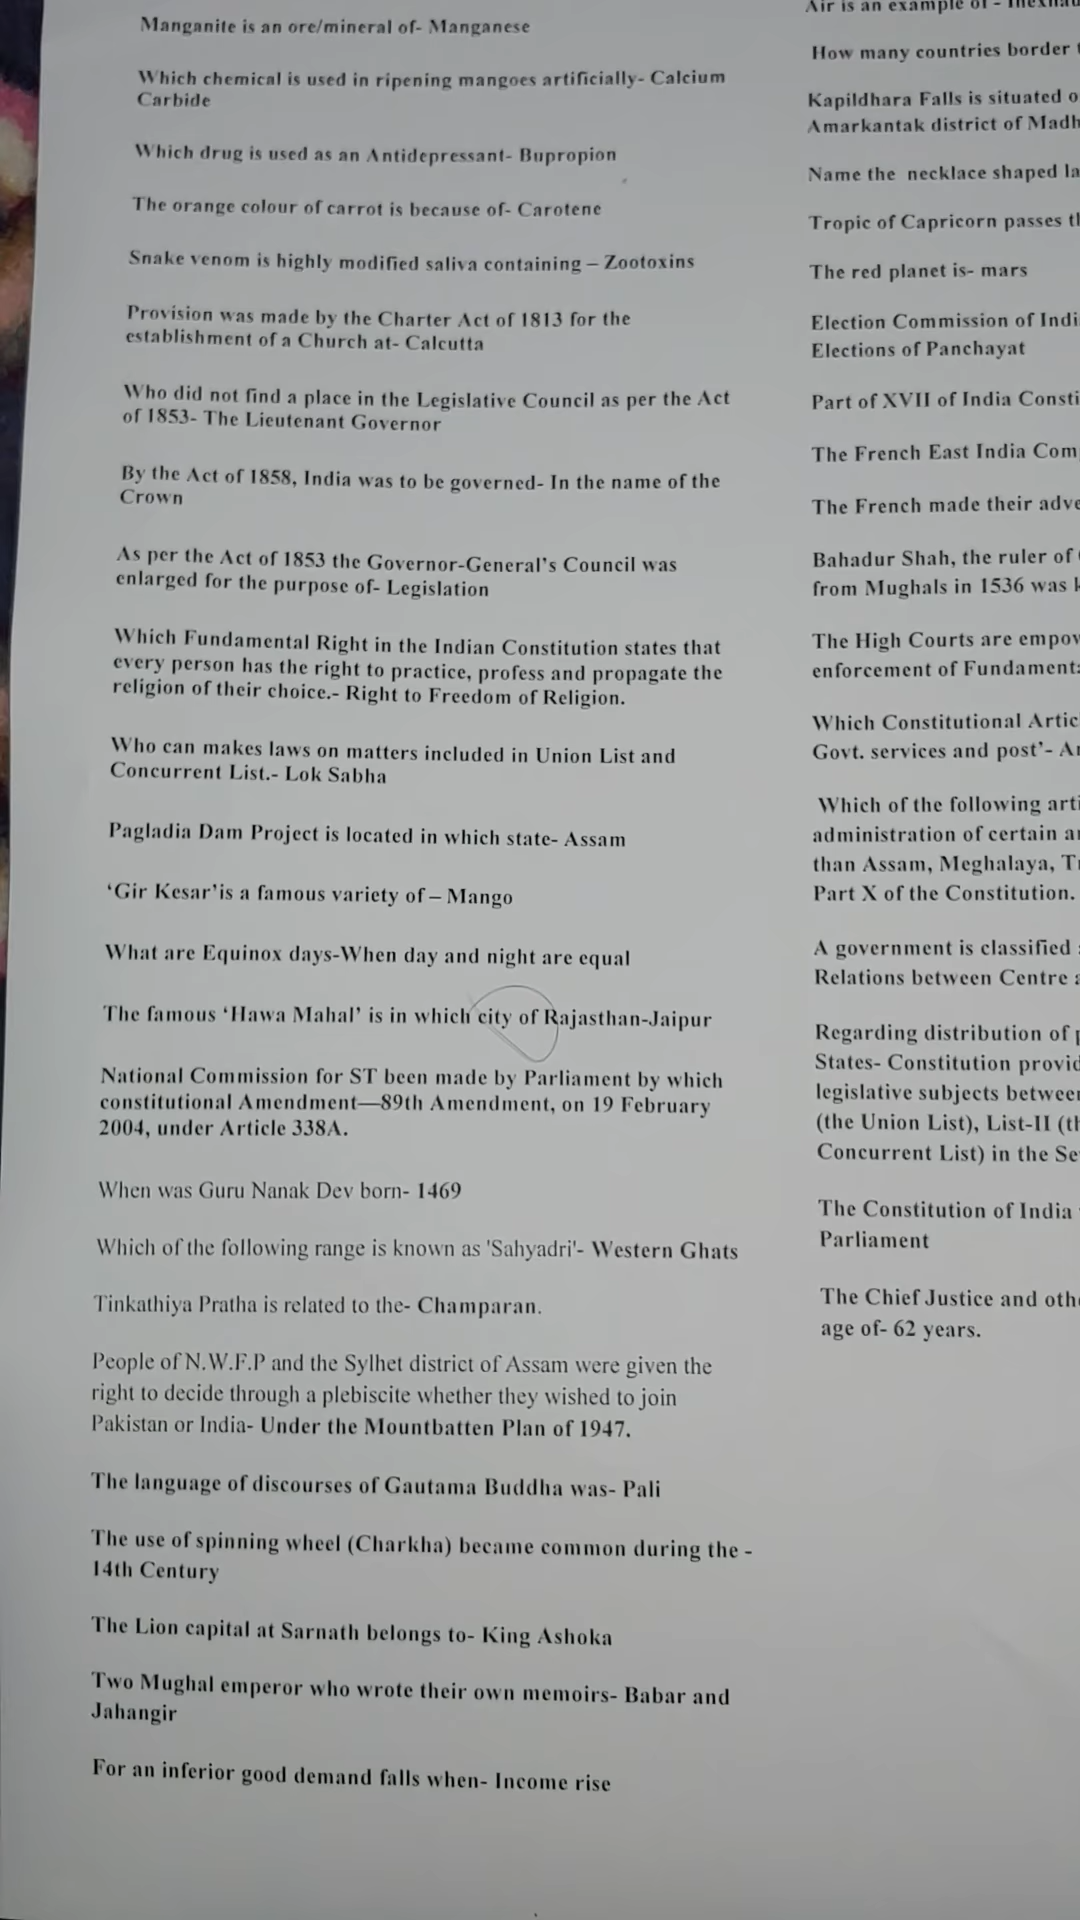 Manganite is an ore/mineral of- Manganese
Which chemical is used in ripening mangoes artificially- Calcium
Carbide
Which drug is used as an Antidepressant- Bupropion
The orange colour of carrot is because of- Carotene
Snake venom is highly modified saliva containing – Zootoxins
Provision was made by the Charter Act of 1813 for the
establishment of a Church at- Calcutta
Who did not find a place in the Legislative Council as per the Act
of 1853- The Lieutenant Governor
By the Act of 1858, India was to be governed- In the name of the
Crown
As per the Act of 1853 the Governor-General's Council was
enlarged for the purpose of- Legislation
Which Fundamental Right in the Indian Constitution states that
every person has the right to practice, profess and propagate the
religion of their choice.- Right to Freedom of Religion.
Who can makes laws on matters included in Union List and
Concurrent List.- Lok Sabha
Pagladia Dam Project is located in which state- Assam
‘Gir Kesar’is a famous variety of – Mango
What are Equinox days-When day and night are equal
The famous ‘Hawa Mahal’ is in which city of Rajasthan-Jaipur
National Commission for ST been made by Parliament by which
constitutional Amendment—89th Amendment, on 19 February
2004, under Article 338A.
When was Guru Nanak Dev born- 1469
Which of the following range is known as 'Sahyadri'- Western Ghats
Tinkathiya Pratha is related to the- Champaran.
People of N.W.F.P and the Sylhet district of Assam were given the
right to decide through a plebiscite whether they wished to join
Pakistan or India- Under the Mountbatten Plan of 1947.
The language of discourses of Gautama Buddha was- Pali
The use of spinning wheel (Charkha) became common during the -
14th Century
The Lion capital at Sarnath belongs to- King Ashoka
Two Mughal emperor who wrote their own memoirs- Babar and
Jahangir
For an inferior good demand falls when- Income rise
Air is an example of -
How many countries border
Kapildhara Falls is situated
Amarkantak district of
Name the necklace shaped
Tropic of Capricorn passes
The red planet is- mars
Election Commission of
Elections of Panchayat
Part of XVII of India
The French East India
The French made their
Bahadur Shah, the ruler of
from Mughals in 1536 was
The High Courts are
enforcement of
Which Constitutional
Govt. services and post’-
Which of the following
administration of certain
than Assam, Meghalaya,
Part X of the Constitution.
A government is classified
Relations between Centre
Regarding distribution of
States- Constitution
legislative subjects
(the Union List), List-II
Concurrent List) in the
The Constitution of India
Parliament
The Chief Justice and
age of- 62 years.